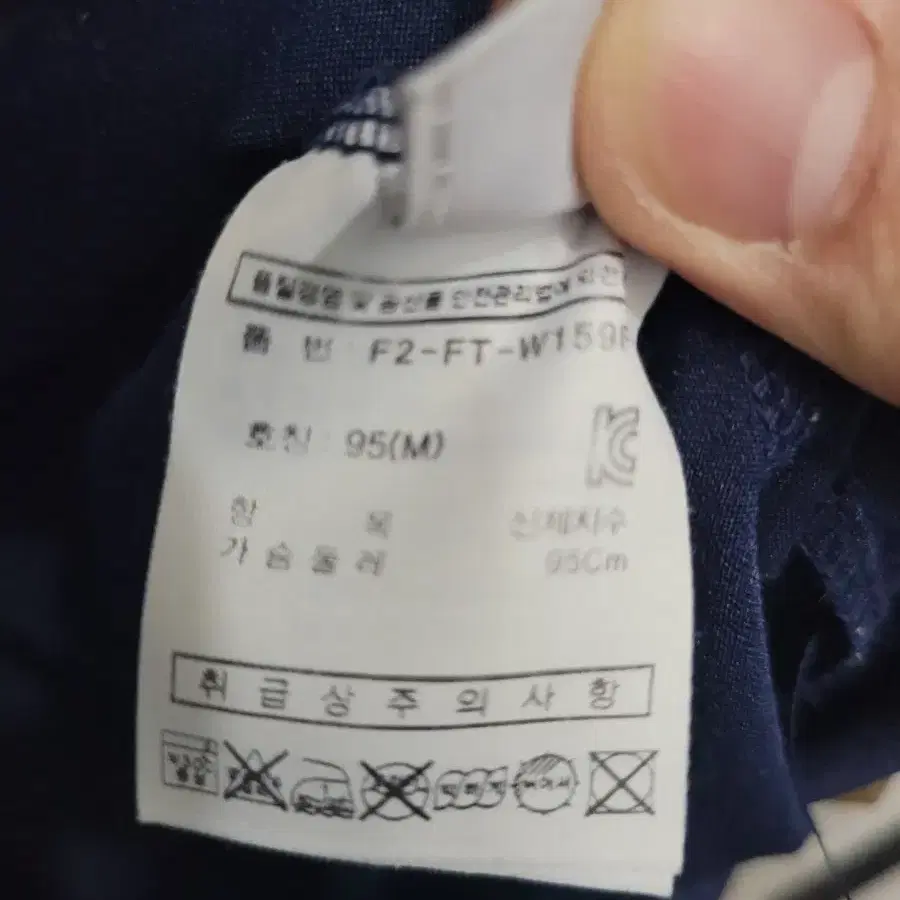 품질경영 및 공산품 안전관리법에 의한
품 번 : F2-FT-W159
호칭 : 95(M)
KC
항 목 신체치수
가슴둘레 95Cm
취급상주의사항